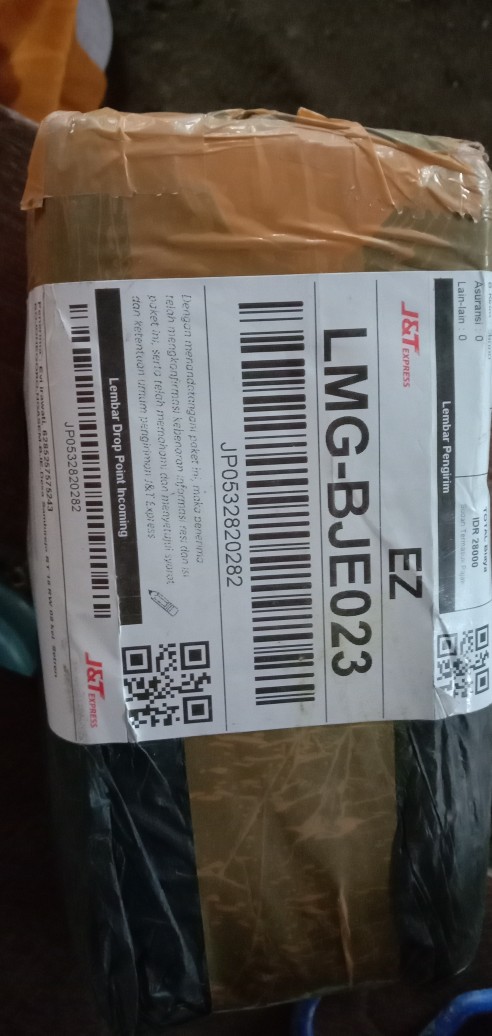 Asuransi : 0
Lain-lain : 0
TOTAL Biaya
IDR 28000
Lembar Pengirim
J&T EXPRESS
EZ
LMG-BJE023
JP0532820282
Dengan menandatangani paket ini, maka penerima
telah mengkonfirmasi kebenaran informasi resi dan isi
paket ini, serta telah memahami dan menyetujui syarat
dan ketentuan umum pengiriman J&T Express
Lembar Drop Point Incoming
JP0532820282
J&T EXPRESS